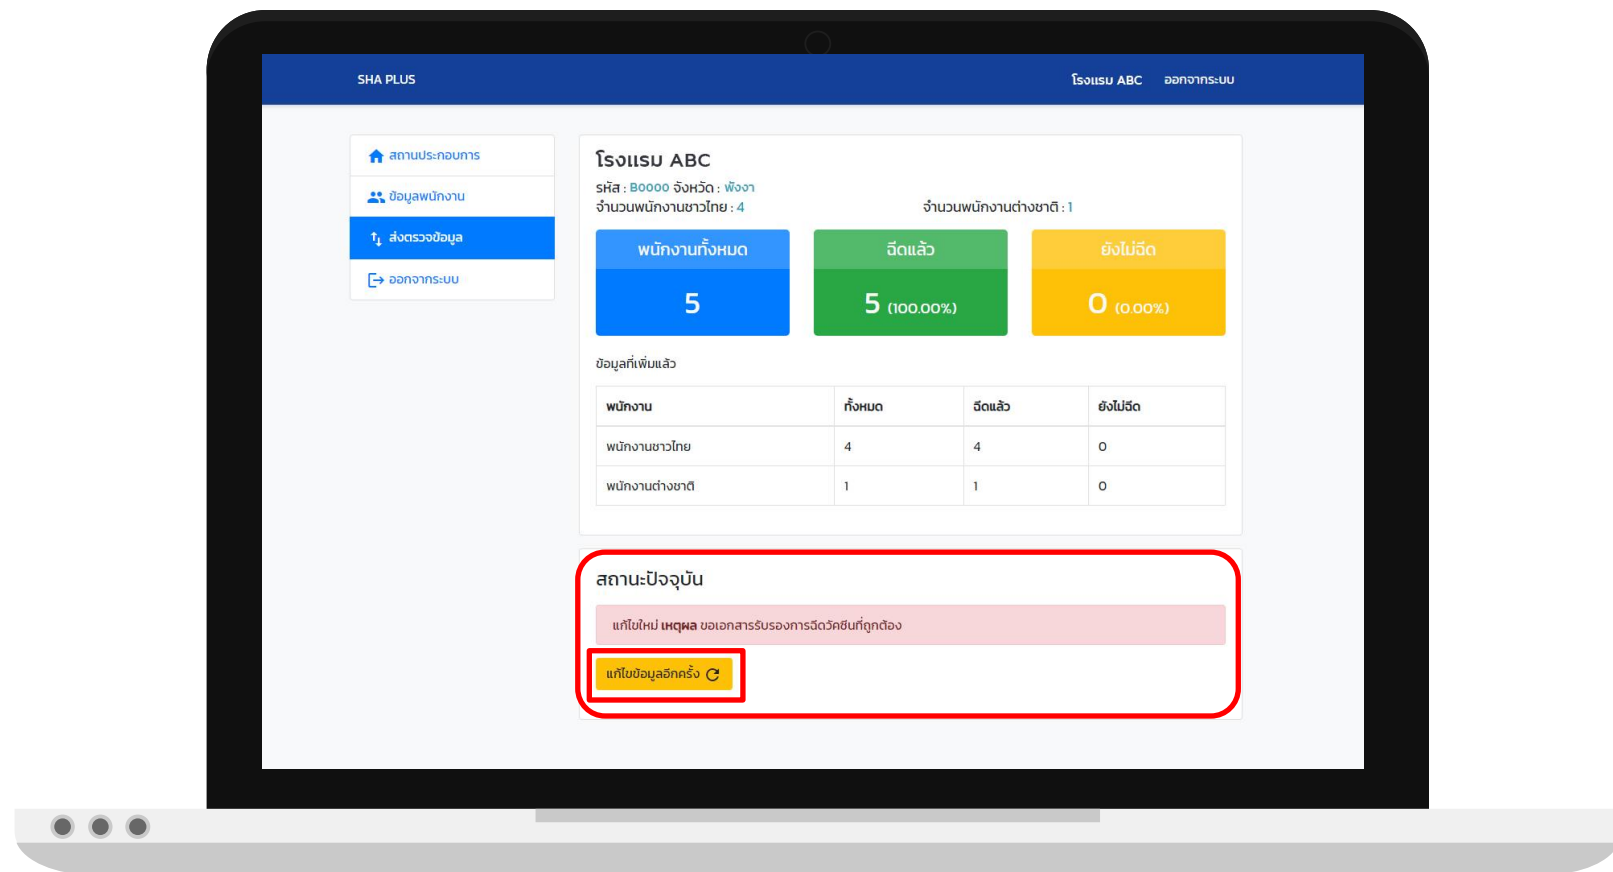 SHA PLUS
โรงแรม ABC ออกจากระบบ
สถานประกอบการ
ข้อมูลพนักงาน
ส่งตรวจข้อมูล
ออกจากระบบ
โรงแรม ABC
รหัส : B0000 จังหวัด : พังงา
จำนวนพนักงานชาวไทย : 4 จำนวนพนักงานต่างชาติ : 1
พนักงานทั้งหมด ฉีดแล้ว ยังไม่ฉีด
5 5 (100.00%) 0 (0.00%)
ข้อมูลที่เพิ่มแล้ว
พนักงาน ทั้งหมด ฉีดแล้ว ยังไม่ฉีด
พนักงานชาวไทย 4 4 0
พนักงานต่างชาติ 1 1 0
สถานะปัจจุบัน
แก้ไขใหม่ เหตุผล ขอเอกสารรับรองการฉีดวัคซีนที่ถูกต้อง
แก้ไขข้อมูลอีกครั้ง